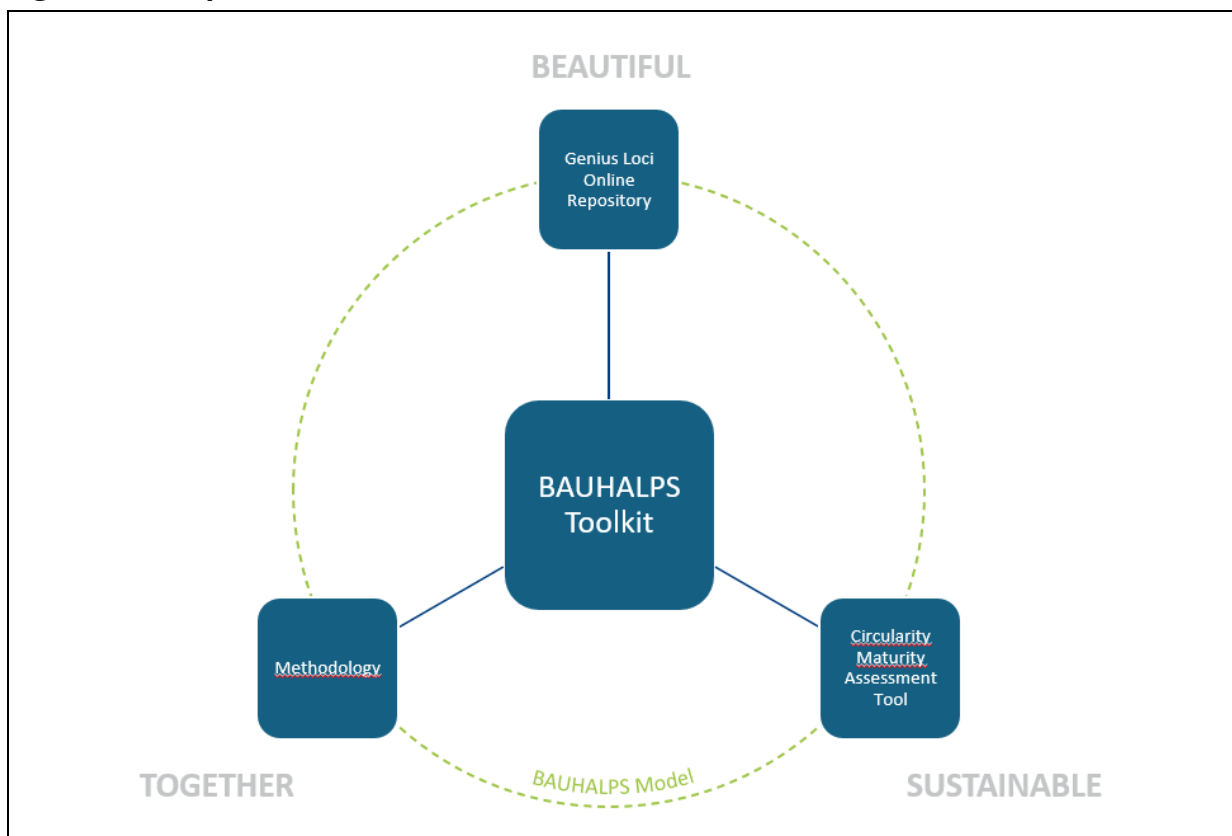 BEAUTIFUL
Genius Loci
Online
Repository
BAUHALPS
Toolkit
Methodology
Circularity
Maturity
Assessment
Tool
TOGETHER
BAUHALPS Model
SUSTAINABLE